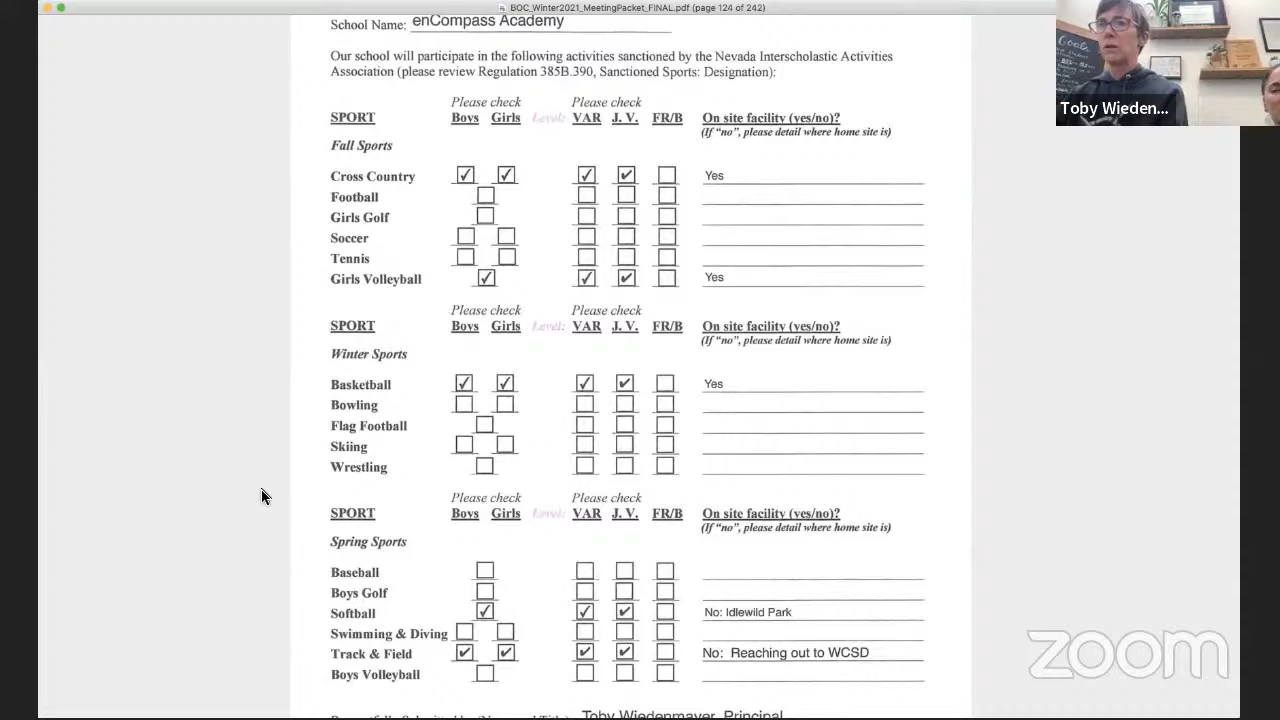 BOC_Winter2021_MeetingPacket_FINAL.pdf (page 124 of 242)
School Name: enCompass Academy
Our school will participate in the following activities sanctioned by the Nevada Interscholastic Activities
Association (please review Regulation 385B.390, Sanctioned Sports: Designation):
Please check Please check
SPORT Boys Girls Level: VAR J. V. FR/B On site facility (yes/no)?
(If “no”, please detail where home site is)
Fall Sports
Cross Country Yes
Football
Girls Golf
Soccer
Tennis
Girls Volleyball Yes
Please check Please check
SPORT Boys Girls Level: VAR J. V. FR/B On site facility (yes/no)?
(If “no”, please detail where home site is)
Winter Sports
Basketball Yes
Bowling
Flag Football
Skiing
Wrestling
Please check Please check
SPORT Boys Girls Level: VAR J. V. FR/B On site facility (yes/no)?
(If “no”, please detail where home site is)
Spring Sports
Baseball
Boys Golf
Softball No: Idlewild Park
Swimming & Diving
Track & Field No: Reaching out to WCSD
Boys Volleyball
Toby Wiedenmayer, Principal
Goals
Toby Wieden...
zoom